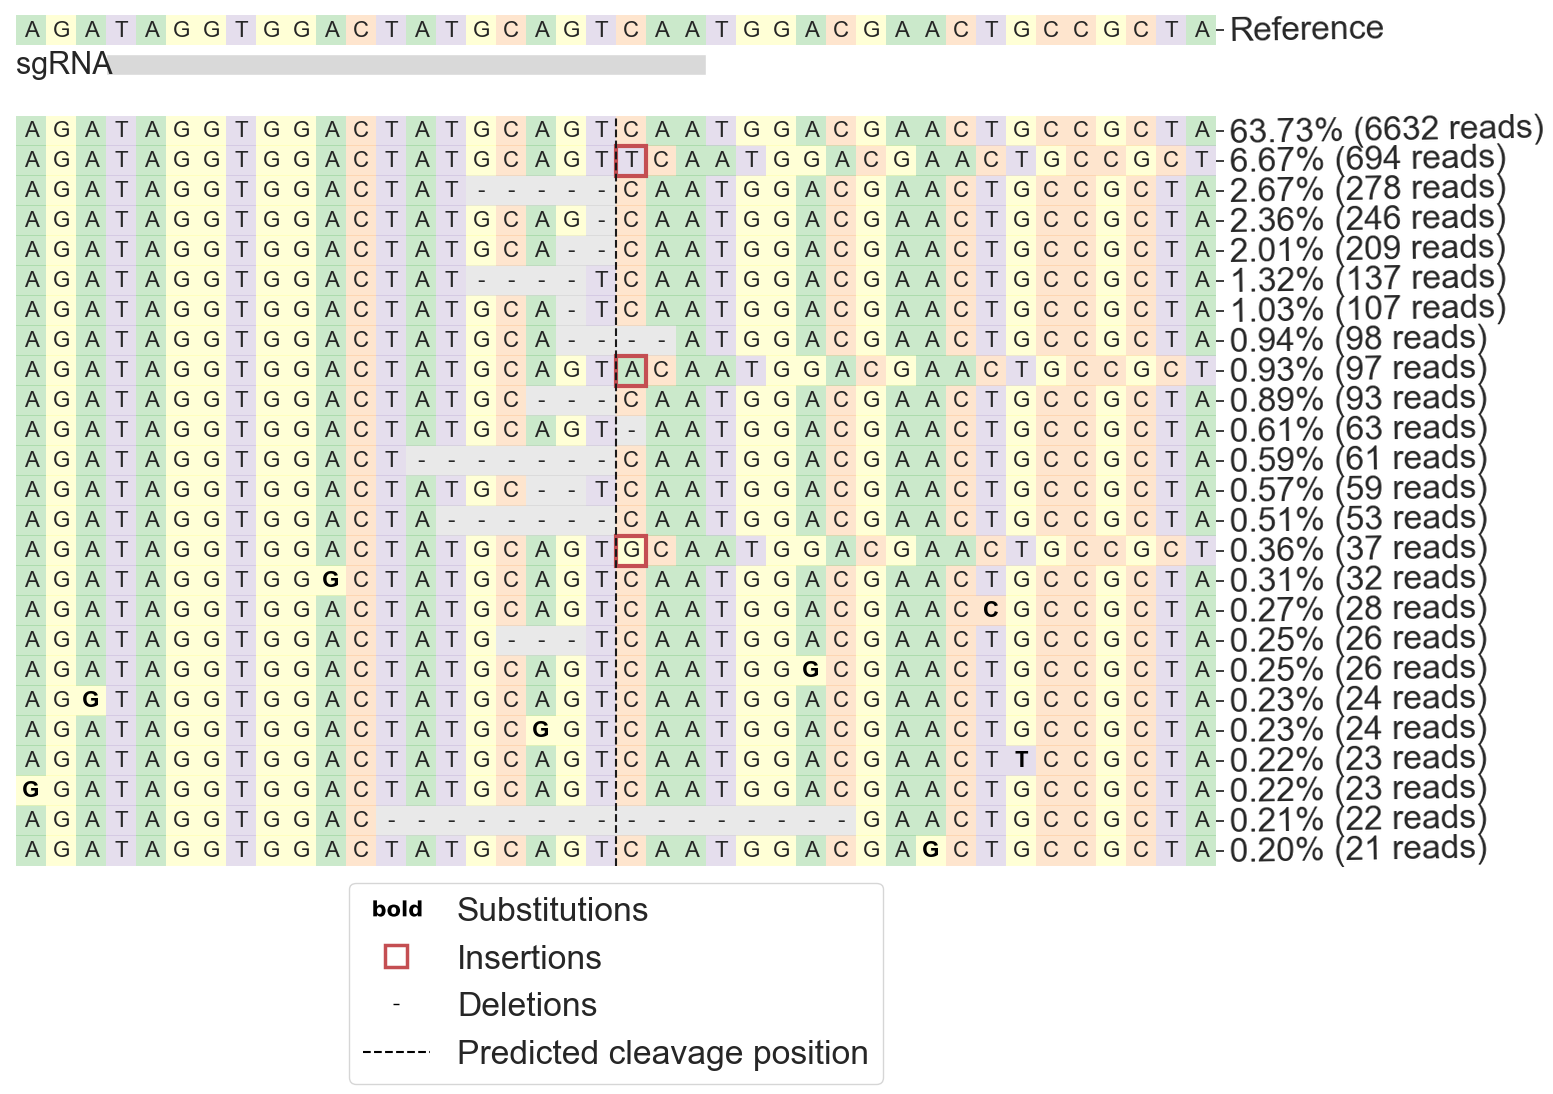 A G A T A G G T G G A C T A T G C A G T C A A T G G A C G A A C T G C C G C T A - Reference
sgRNA
A G A T A G G T G G A C T A T G C A G T C A A T G G A C G A A C T G C C G C T A - 63.73% (6632 reads)
A G A T A G G T G G A C T A T G C A G T T C A A T G G A C G A A C T G C C G C T - 6.67% (694 reads)
A G A T A G G T G G A C T A T - - - - - C A A T G G A C G A A C T G C C G C T A - 2.67% (278 reads)
A G A T A G G T G G A C T A T G C A G - C A A T G G A C G A A C T G C C G C T A - 2.36% (246 reads)
A G A T A G G T G G A C T A T G C A - - C A A T G G A C G A A C T G C C G C T A - 2.01% (209 reads)
A G A T A G G T G G A C T A T - - - - T C A A T G G A C G A A C T G C C G C T A - 1.32% (137 reads)
A G A T A G G T G G A C T A T G C A - T C A A T G G A C G A A C T G C C G C T A - 1.03% (107 reads)
A G A T A G G T G G A C T A T G C A - - - - A T G G A C G A A C T G C C G C T A - 0.94% (98 reads)
A G A T A G G T G G A C T A T G C A G T A C A A T G G A C G A A C T G C C G C T - 0.93% (97 reads)
A G A T A G G T G G A C T A T G C - - - C A A T G G A C G A A C T G C C G C T A - 0.89% (93 reads)
A G A T A G G T G G A C T A T G C A G T - A A T G G A C G A A C T G C C G C T A - 0.61% (63 reads)
A G A T A G G T G G A C T - - - - - - - C A A T G G A C G A A C T G C C G C T A - 0.59% (61 reads)
A G A T A G G T G G A C T A T G C - - T C A A T G G A C G A A C T G C C G C T A - 0.57% (59 reads)
A G A T A G G T G G A C T A - - - - - - C A A T G G A C G A A C T G C C G C T A - 0.51% (53 reads)
A G A T A G G T G G A C T A T G C A G T G C A A T G G A C G A A C T G C C G C T - 0.36% (37 reads)
A G A T A G G T G G G C T A T G C A G T C A A T G G A C G A A C T G C C G C T A - 0.31% (32 reads)
A G A T A G G T G G A C T A T G C A G T C A A T G G A C G A A C C G C C G C T A - 0.27% (28 reads)
A G A T A G G T G G A C T A T G - - - T C A A T G G A C G A A C T G C C G C T A - 0.25% (26 reads)
A G A T A G G T G G A C T A T G C A G T C A A T G G G C G A A C T G C C G C T A - 0.25% (26 reads)
A G G T A G G T G G A C T A T G C A G T C A A T G G A C G A A C T G C C G C T A - 0.23% (24 reads)
A G A T A G G T G G A C T A T G C G G T C A A T G G A C G A A C T G C C G C T A - 0.23% (24 reads)
A G A T A G G T G G A C T A T G C A G T C A A T G G A C G A A C T T C C G C T A - 0.22% (23 reads)
G G A T A G G T G G A C T A T G C A G T C A A T G G A C G A A C T G C C G C T A - 0.22% (23 reads)
A G A T A G G T G G A C - - - - - - - - - - - - - - - - G A A C T G C C G C T A - 0.21% (22 reads)
A G A T A G G T G G A C T A T G C A G T C A A T G G A C G A G C T G C C G C T A - 0.20% (21 reads)
bold Substitutions
Insertions
- Deletions
Predicted cleavage position